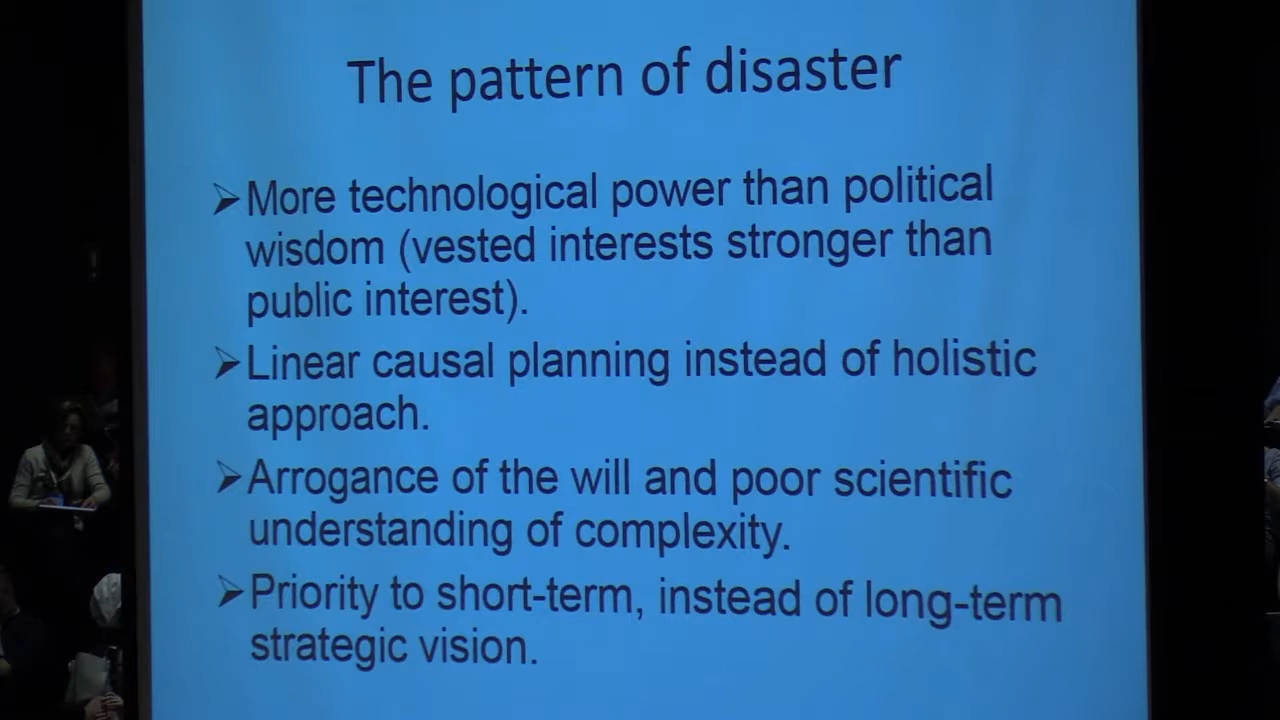 The pattern of disaster
➢More technological power than political
wisdom (vested interests stronger than
public interest).
➢Linear causal planning instead of holistic
approach.
➢Arrogance of the will and poor scientific
understanding of complexity.
➢Priority to short-term, instead of long-term
strategic vision.